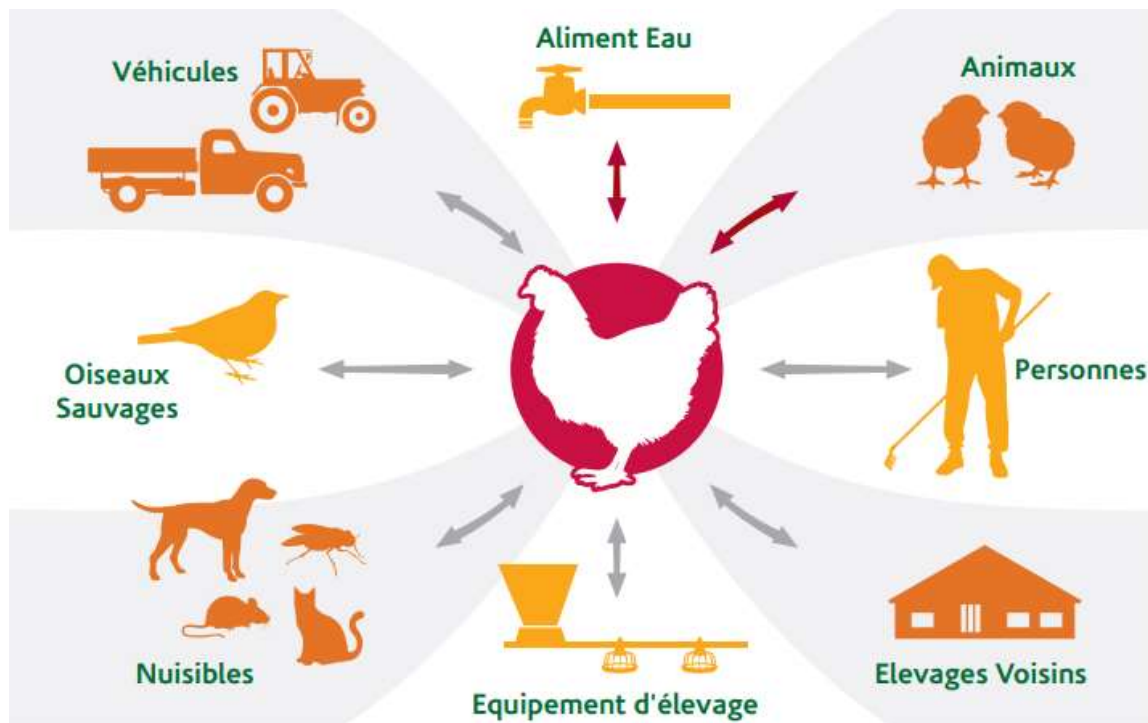 Aliment Eau
Véhicules
Animaux
Oiseaux
Sauvages
Personnes
Nuisibles
Equipement d'élevage
Elevages Voisins